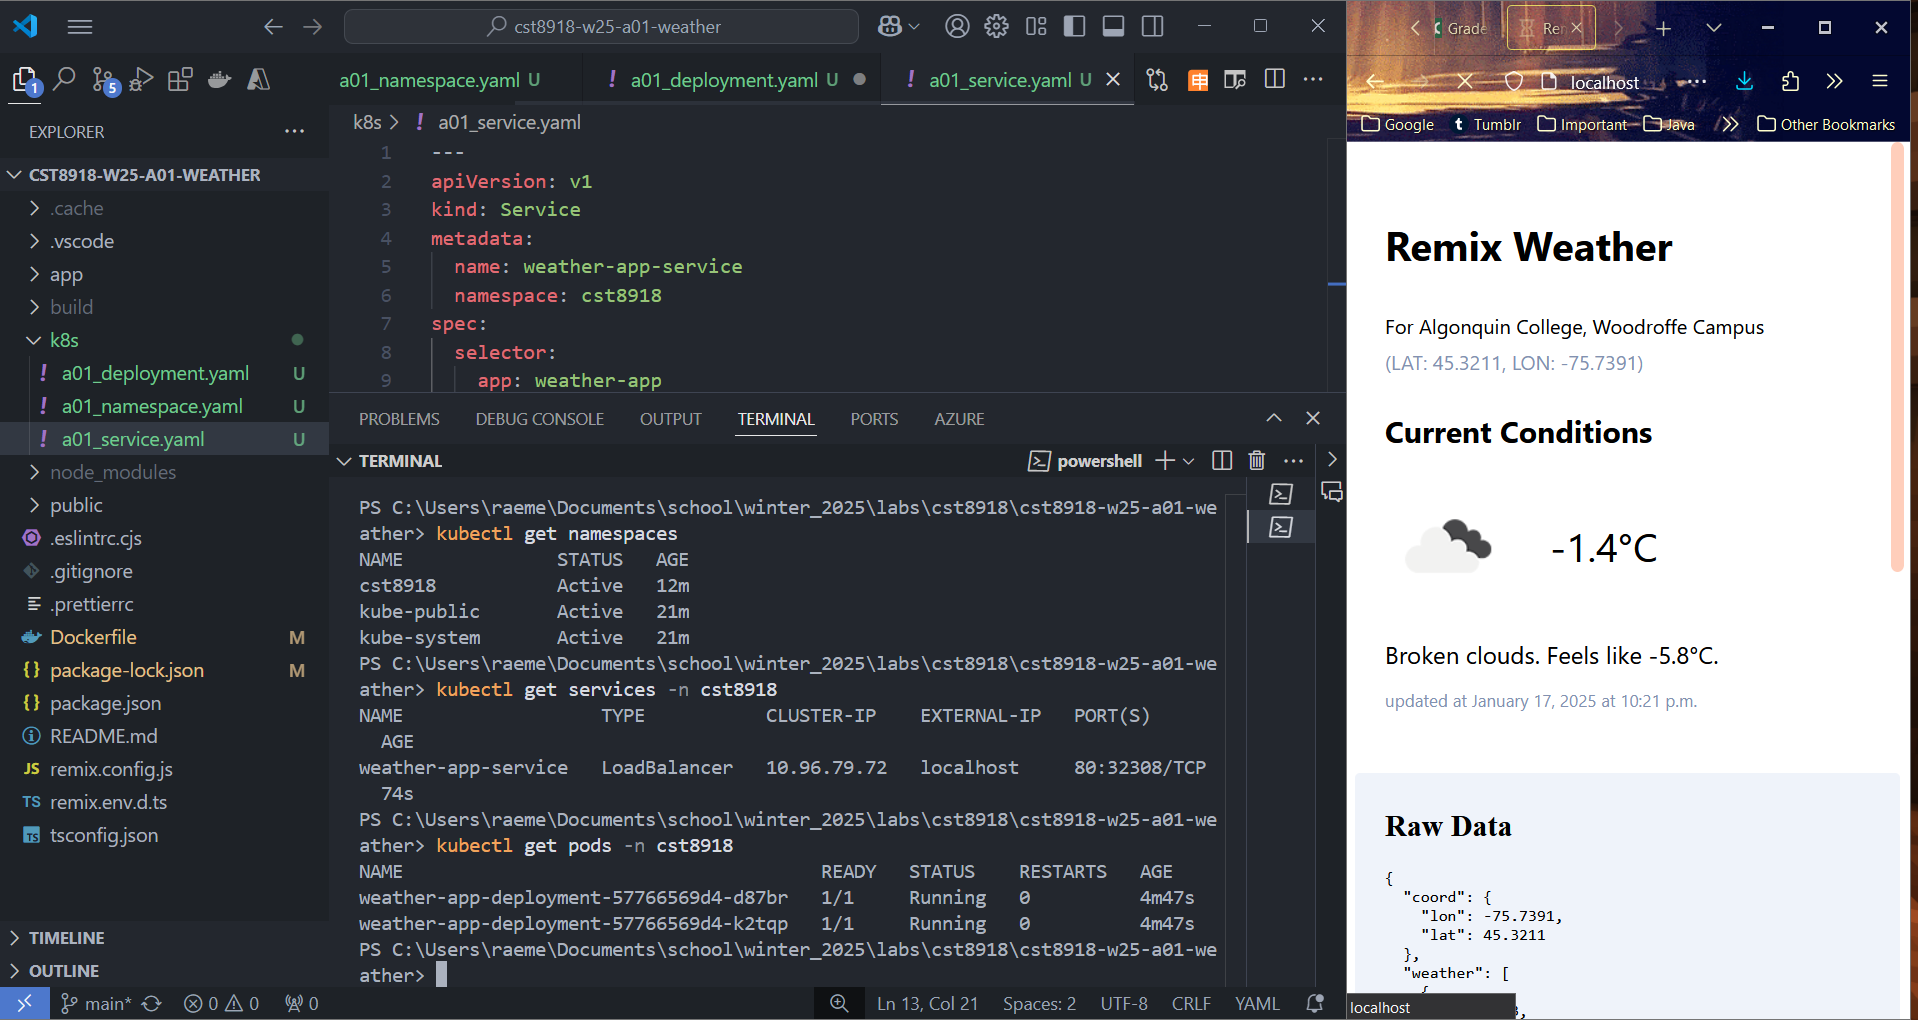 cst8918-w25-a01-weather
1
5
a01_namespace.yaml U
! a01_deployment.yaml U
! a01_service.yaml U
EXPLORER
CST8918-W25-A01-WEATHER
.cache
.vscode
app
build
k8s
! a01_deployment.yaml U
! a01_namespace.yaml U
! a01_service.yaml U
node_modules
public
.eslintrc.cjs
.gitignore
.prettierrc
Dockerfile M
{} package-lock.json M
{} package.json
README.md
JS remix.config.js
TS remix.env.d.ts
TS tsconfig.json
TIMELINE
OUTLINE
k8s > ! a01_service.yaml
1 ---
2 apiVersion: v1
3 kind: Service
4 metadata:
5 name: weather-app-service
6 namespace: cst8918
7 spec:
8 selector:
9 app: weather-app
PROBLEMS DEBUG CONSOLE OUTPUT TERMINAL PORTS AZURE
TERMINAL
powershell
PS C:\Users\raeme\Documents\school\winter_2025\labs\cst8918\cst8918-w25-a01-we
ather> kubectl get namespaces
NAME STATUS AGE
cst8918 Active 12m
kube-public Active 21m
kube-system Active 21m
PS C:\Users\raeme\Documents\school\winter_2025\labs\cst8918\cst8918-w25-a01-we
ather> kubectl get services -n cst8918
NAME TYPE CLUSTER-IP EXTERNAL-IP PORT(S)
AGE
weather-app-service LoadBalancer 10.96.79.72 localhost 80:32308/TCP
74s
PS C:\Users\raeme\Documents\school\winter_2025\labs\cst8918\cst8918-w25-a01-we
ather> kubectl get pods -n cst8918
NAME READY STATUS RESTARTS AGE
weather-app-deployment-57766569d4-d87br 1/1 Running 0 4m47s
weather-app-deployment-57766569d4-k2tqp 1/1 Running 0 4m47s
PS C:\Users\raeme\Documents\school\winter_2025\labs\cst8918\cst8918-w25-a01-we
ather>
main* 0 0 0
Ln 13, Col 21 Spaces: 2 UTF-8 CRLF YAML
Grade
Rer
localhost
Google t Tumblr Important Java Other Bookmarks
Remix Weather
For Algonquin College, Woodroffe Campus
(LAT: 45.3211, LON: -75.7391)
Current Conditions
-1.4°C
Broken clouds. Feels like -5.8°C.
updated at January 17, 2025 at 10:21 p.m.
Raw Data
{
"coord": {
"lon": -75.7391,
"lat": 45.3211
},
"weather": [
{
localhost